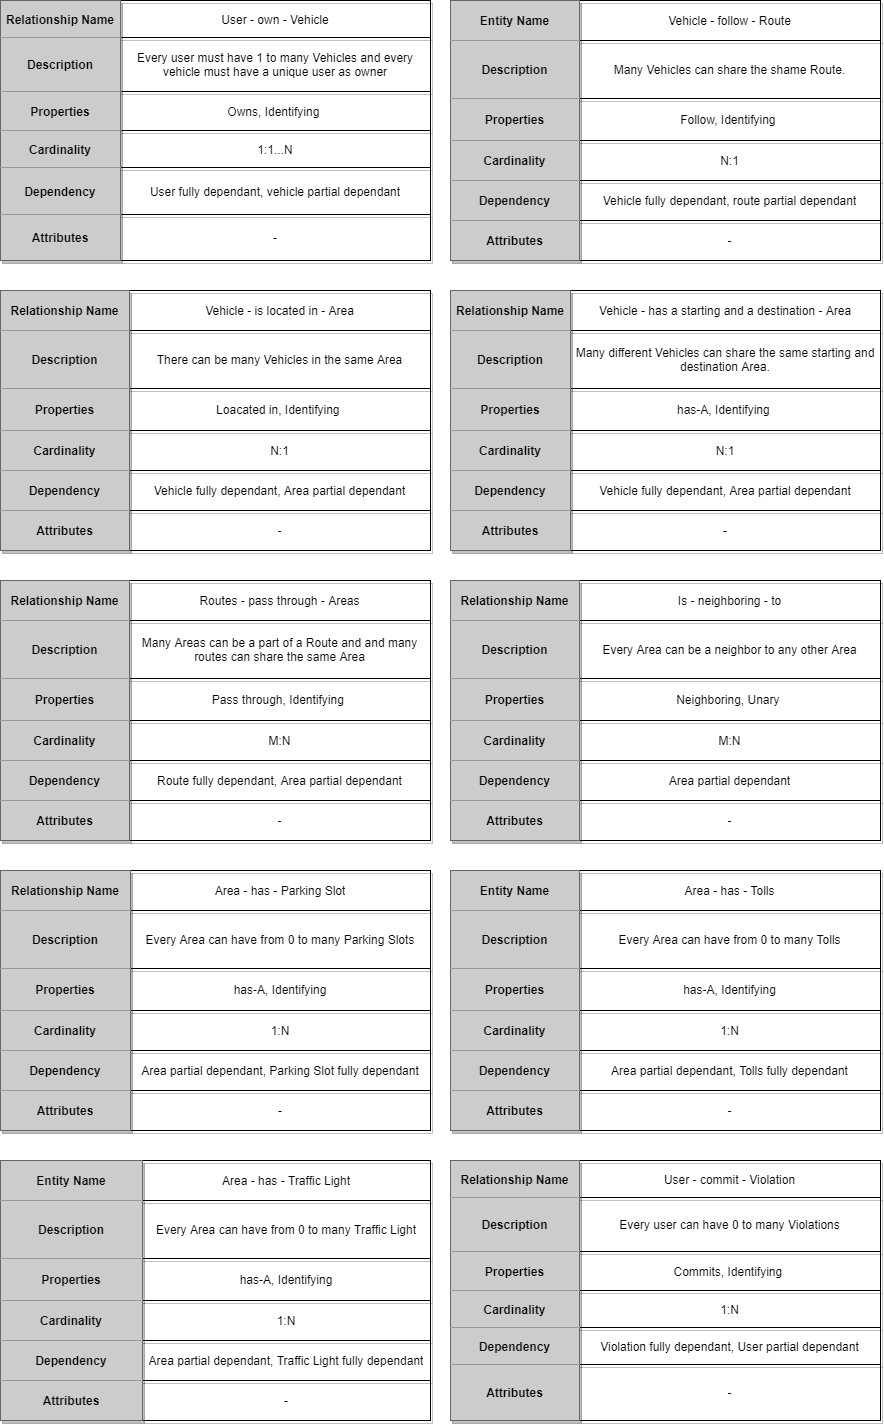 Relationship Name
User - own - Vehicle
Description
Every user must have 1 to many Vehicles and every
vehicle must have a unique user as owner
Properties
Owns, Identifying
Cardinality
1:1...N
Dependency
User fully dependant, vehicle partial dependant
Attributes
-
Entity Name
Vehicle - follow - Route
Description
Many Vehicles can share the shame Route.
Properties
Follow, Identifying
Cardinality
N:1
Dependency
Vehicle fully dependant, route partial dependant
Attributes
-
Relationship Name
Vehicle - is located in - Area
Description
There can be many Vehicles in the same Area
Properties
Loacated in, Identifying
Cardinality
N:1
Dependency
Vehicle fully dependant, Area partial dependant
Attributes
-
Relationship Name
Vehicle - has a starting and a destination - Area
Description
Many different Vehicles can share the same starting and
destination Area.
Properties
has-A, Identifying
Cardinality
N:1
Dependency
Vehicle fully dependant, Area partial dependant
Attributes
-
Relationship Name
Routes - pass through - Areas
Description
Many Areas can be a part of a Route and and many
routes can share the same Area
Properties
Pass through, Identifying
Cardinality
M:N
Dependency
Route fully dependant, Area partial dependant
Attributes
-
Relationship Name
Is - neighboring - to
Description
Every Area can be a neighbor to any other Area
Properties
Neighboring, Unary
Cardinality
M:N
Dependency
Area partial dependant
Attributes
-
Relationship Name
Area - has - Parking Slot
Description
Every Area can have from 0 to many Parking Slots
Properties
has-A, Identifying
Cardinality
1:N
Dependency
Area partial dependant, Parking Slot fully dependant
Attributes
-
Entity Name
Area - has - Tolls
Description
Every Area can have from 0 to many Tolls
Properties
has-A, Identifying
Cardinality
1:N
Dependency
Area partial dependant, Tolls fully dependant
Attributes
-
Entity Name
Area - has - Traffic Light
Description
Every Area can have from 0 to many Traffic Light
Properties
has-A, Identifying
Cardinality
1:N
Dependency
Area partial dependant, Traffic Light fully dependant
Attributes
-
Relationship Name
User - commit - Violation
Description
Every user can have 0 to many Violations
Properties
Commits, Identifying
Cardinality
1:N
Dependency
Violation fully dependant, User partial dependant
Attributes
-